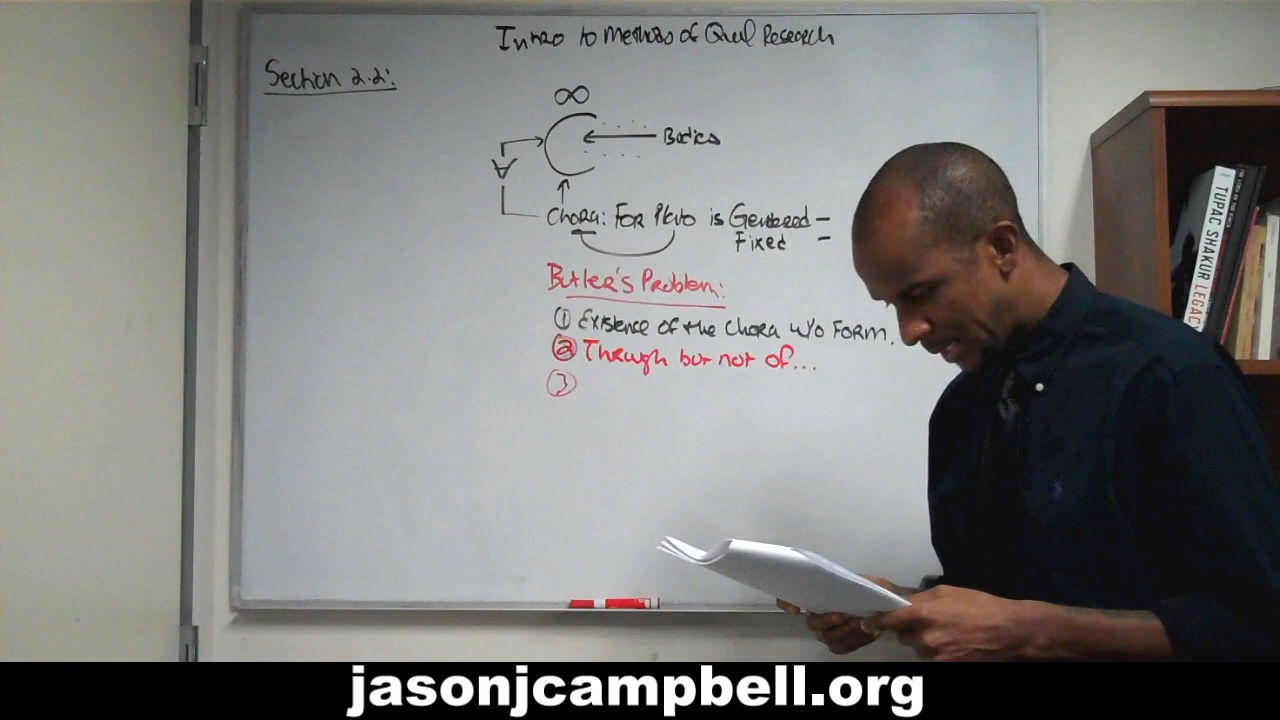 Intro to Methods of Qual Research
Section 2.2:
∞
Bodies
∀
Chora: For Plato is Gendered –
Fixed –
Butler's Problem:
① Existence of the Chora w/o Form.
② Through but not of...
③
TUPAC SHAKUR LEGACY
jasonjcampbell.org